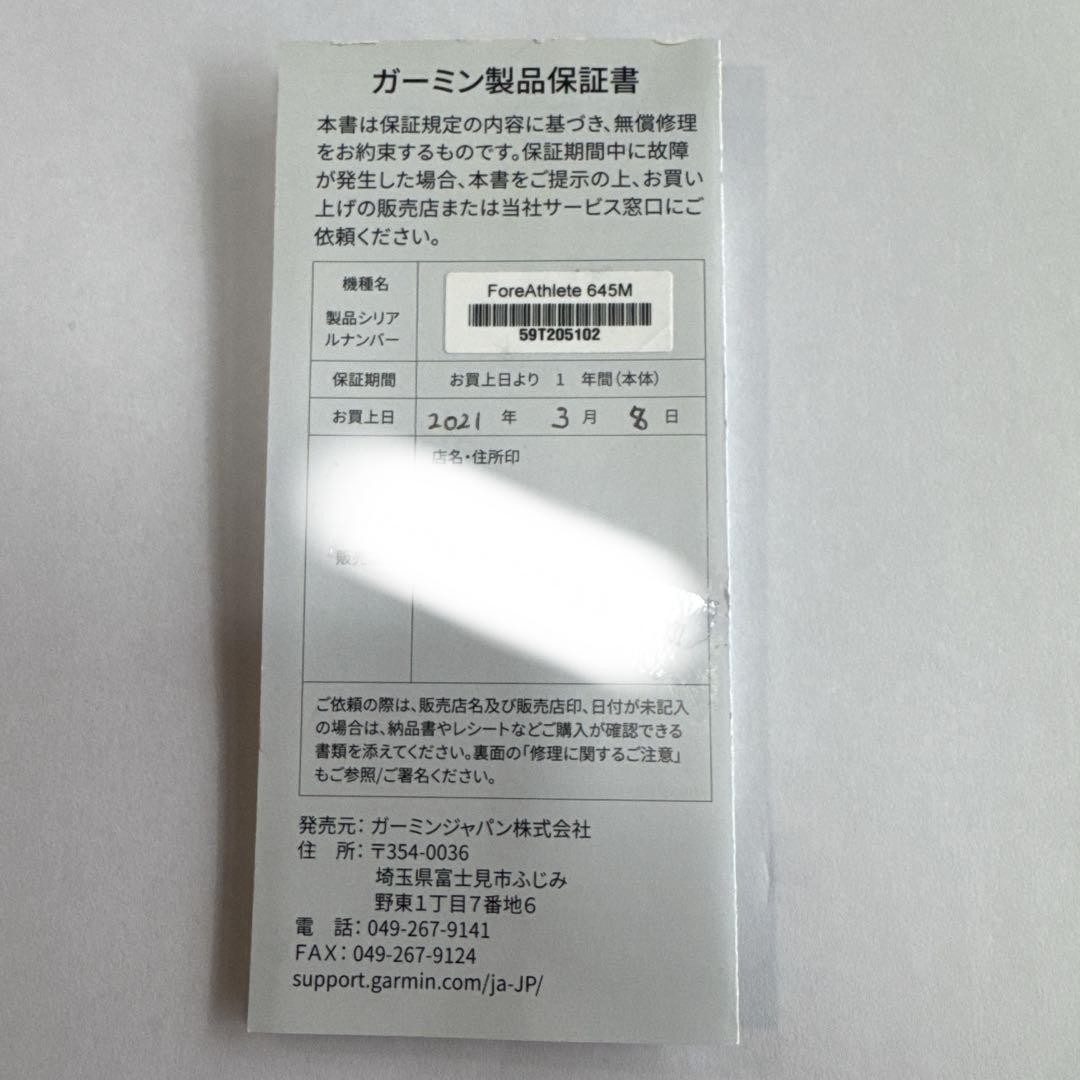 ガーミン製品保証書
本書は保証規定の内容に基づき、無償修理
をお約束するものです。保証期間中に故障
が発生した場合、本書をご提示の上、お買い
上げの販売店または当社サービス窓口にご
依頼ください。
機種名
ForeAthlete 645M
製品シリア
ルナンバー
59T205102
保証期間 お買上日より 1 年間(本体)
お買上日 2021 年 3 月 8 日
店名・住所印
販売
ご依頼の際は、販売店名及び販売店印、日付が未記入
の場合は、納品書やレシートなどご購入が確認できる
書類を添えてください。裏面の「修理に関するご注意」
もご参照/ご署名ください。
発売元: ガーミンジャパン株式会社
住 所: 〒354-0036
埼玉県富士見市ふじみ
野東1丁目7番地6
電 話: 049-267-9141
FAX: 049-267-9124
support.garmin.com/ja-JP/